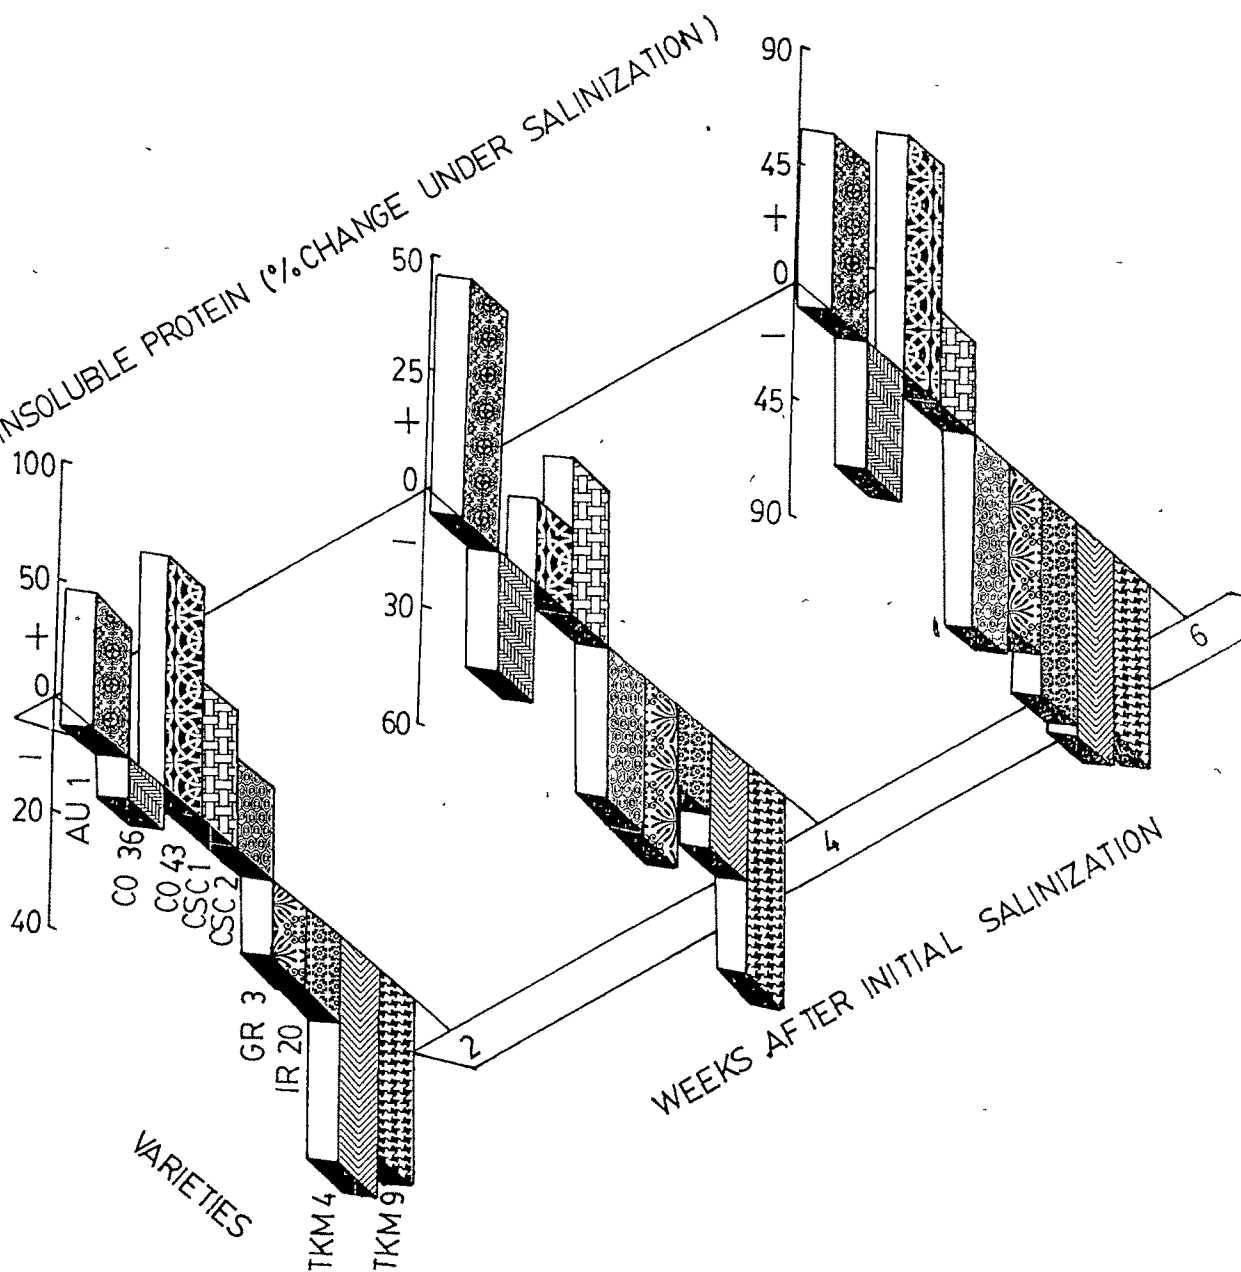 INSOLUBLE PROTEIN (% CHANGE UNDER SALINIZATION)
90
45
+
0
–
45
90
50
25
+
0
–
30
60
100
50
+
0
–
20
40
AU 1
CO 36
CO 43
CSC 1
CSC 2
GR 3
IR 20
TKM 4
TKM 9
VARIETIES
2
4
6
WEEKS AFTER INITIAL SALINIZATION